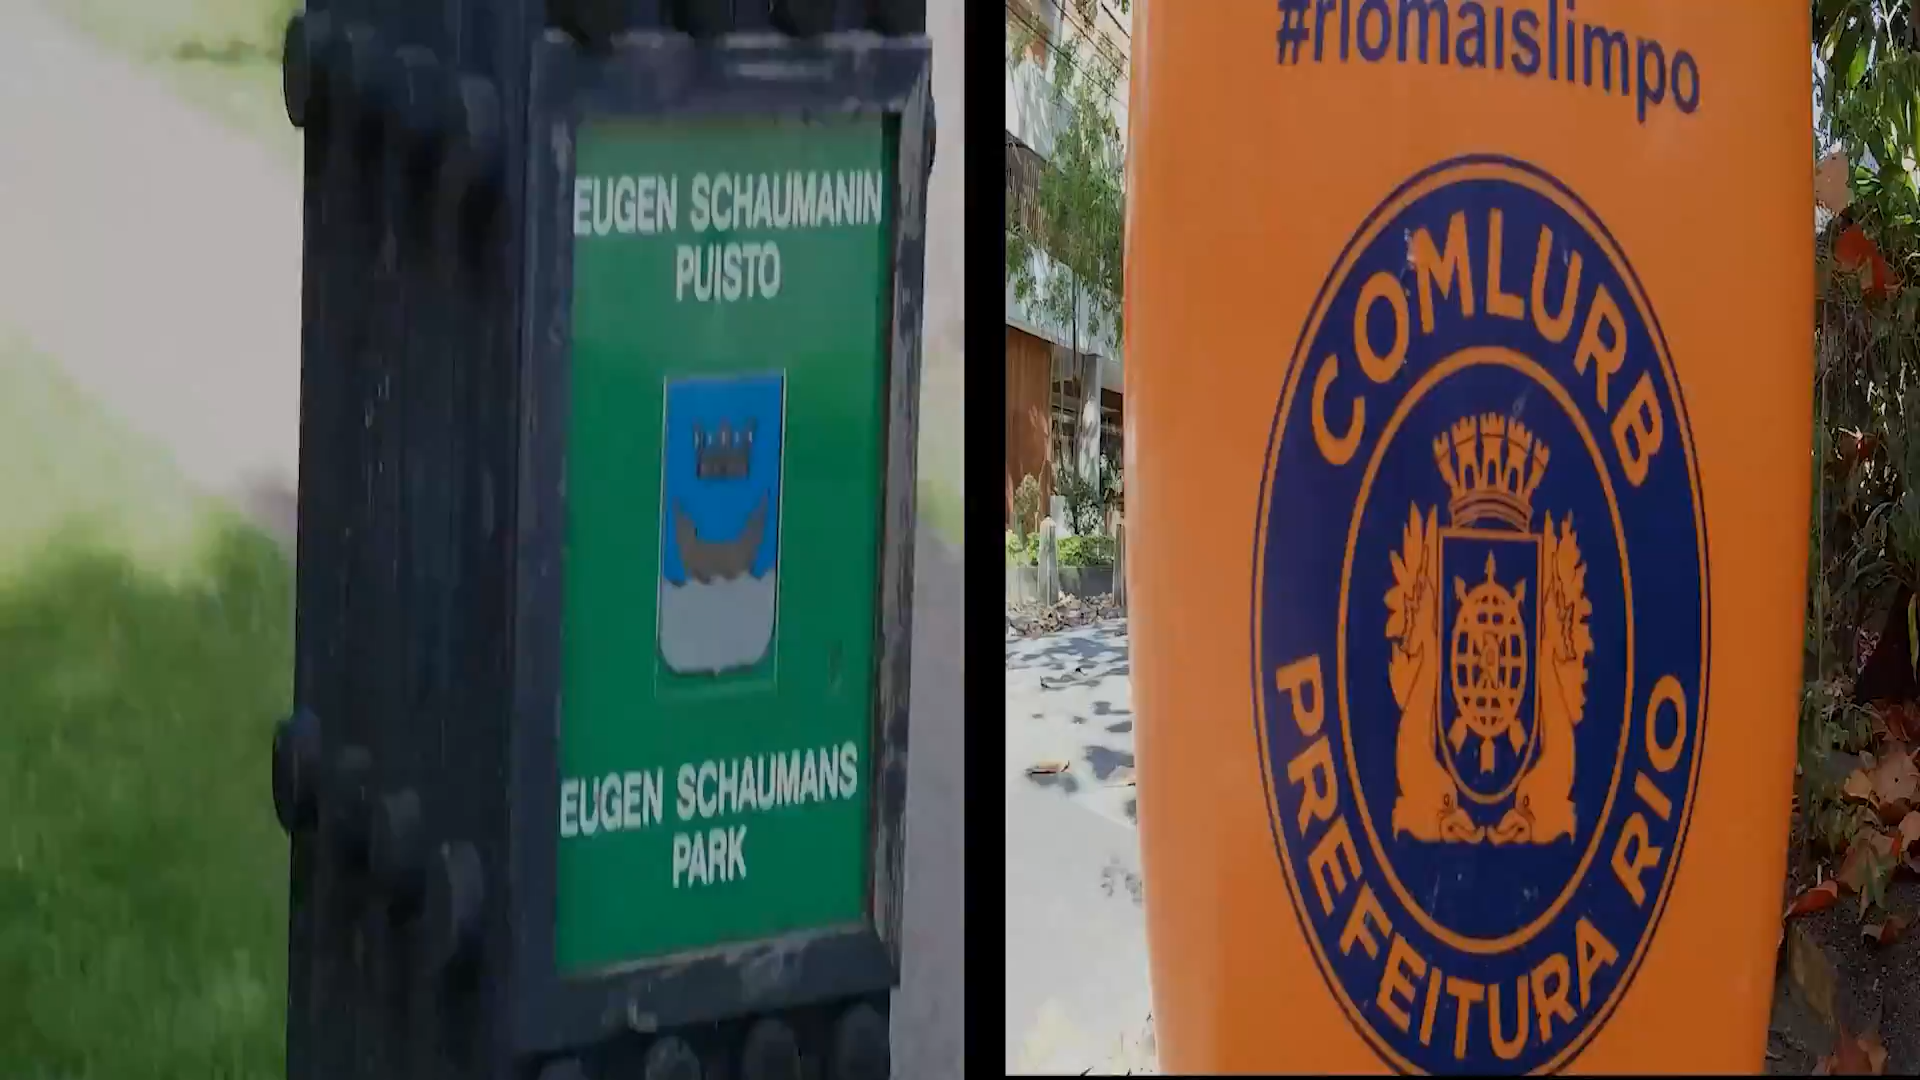 EUGEN SCHAUMANIN
PUISTO
EUGEN SCHAUMANS
PARK
#riomaislimpo
COMLURB
PREFEITURA RIO